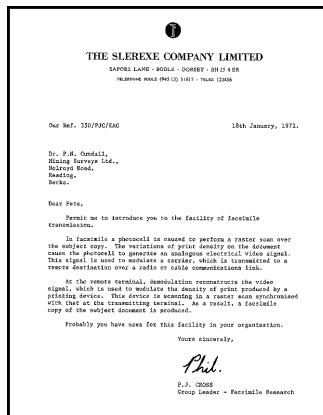 THE SLEREXE COMPANY LIMITED
SAPORS LANE - BOOLE - DORSET - BH 25 8 ER
TELEPHONE BOOLE (945 13) 51617 - TELEX 123456
Our Ref. 350/PJC/EAC
18th January, 1972.
Dr. P.N. Cundall,
Mining Surveys Ltd.,
Holroyd Road,
Reading,
Berks.
Dear Pete,
Permit me to introduce you to the facility of facsimile
transmission.
In facsimile a photocell is caused to perform a raster scan over
the subject copy. The variations of print density on the document
cause the photocell to generate an analogous electrical video signal.
This signal is used to modulate a carrier, which is transmitted to a
remote destination over a radio or cable communications link.
At the remote terminal, demodulation reconstructs the video
signal, which is used to modulate the density of print produced by a
printing device. This device is scanning in a raster scan synchronised
with that at the transmitting terminal. As a result, a facsimile
copy of the subject document is produced.
Probably you have uses for this facility in your organisation.
Yours sincerely,
Phil.
P.J. CROSS
Group Leader - Facsimile Research